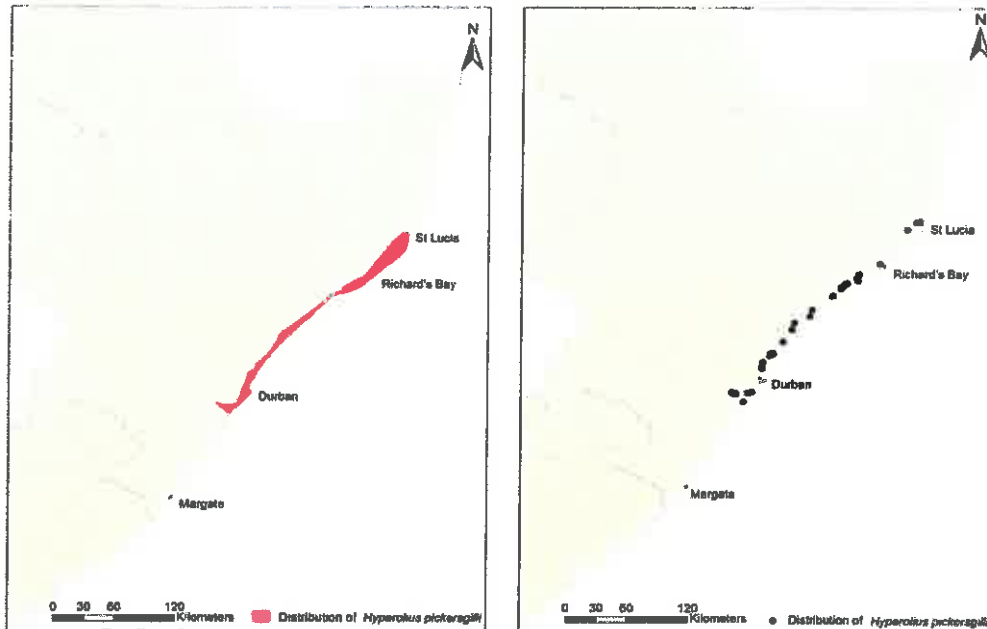 N
St Lucia
Richard's Bay
Durban
Margate
0 30 60 120
Kilometers
Distribution of Hyperolius pickersgilli
N
St Lucia
Richard's Bay
Durban
Margate
0 30 60 120
Kilometers
Distribution of Hyperolius pickersgilli